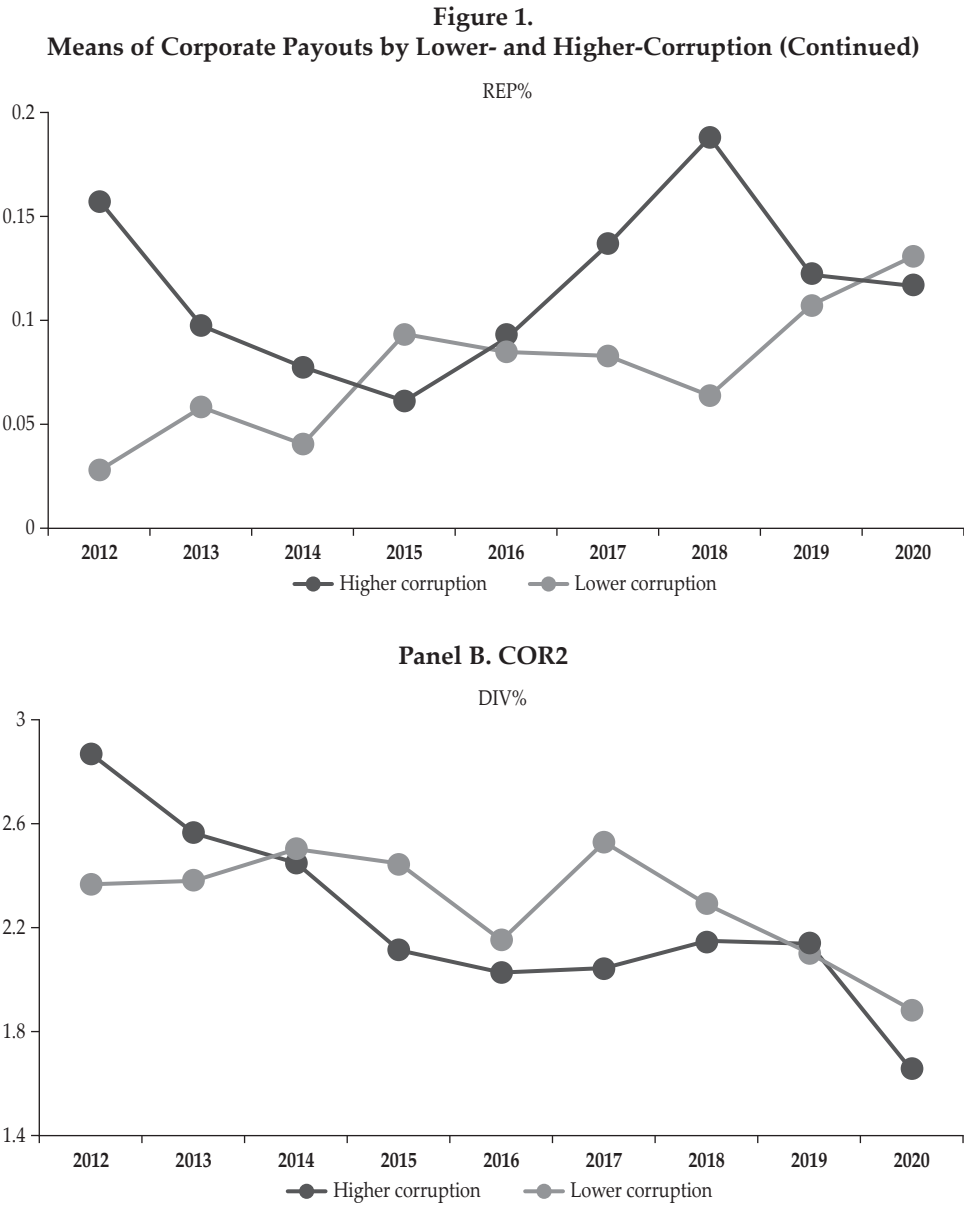 Figure 1.
Means of Corporate Payouts by Lower- and Higher-Corruption (Continued)
REP%
0.2
0.15
0.1
0.05
0
2012 2013 2014 2015 2016 2017 2018 2019 2020
Higher corruption Lower corruption
Panel B. COR2
DIV%
3
2.6
2.2
1.8
1.4
2012 2013 2014 2015 2016 2017 2018 2019 2020
Higher corruption Lower corruption